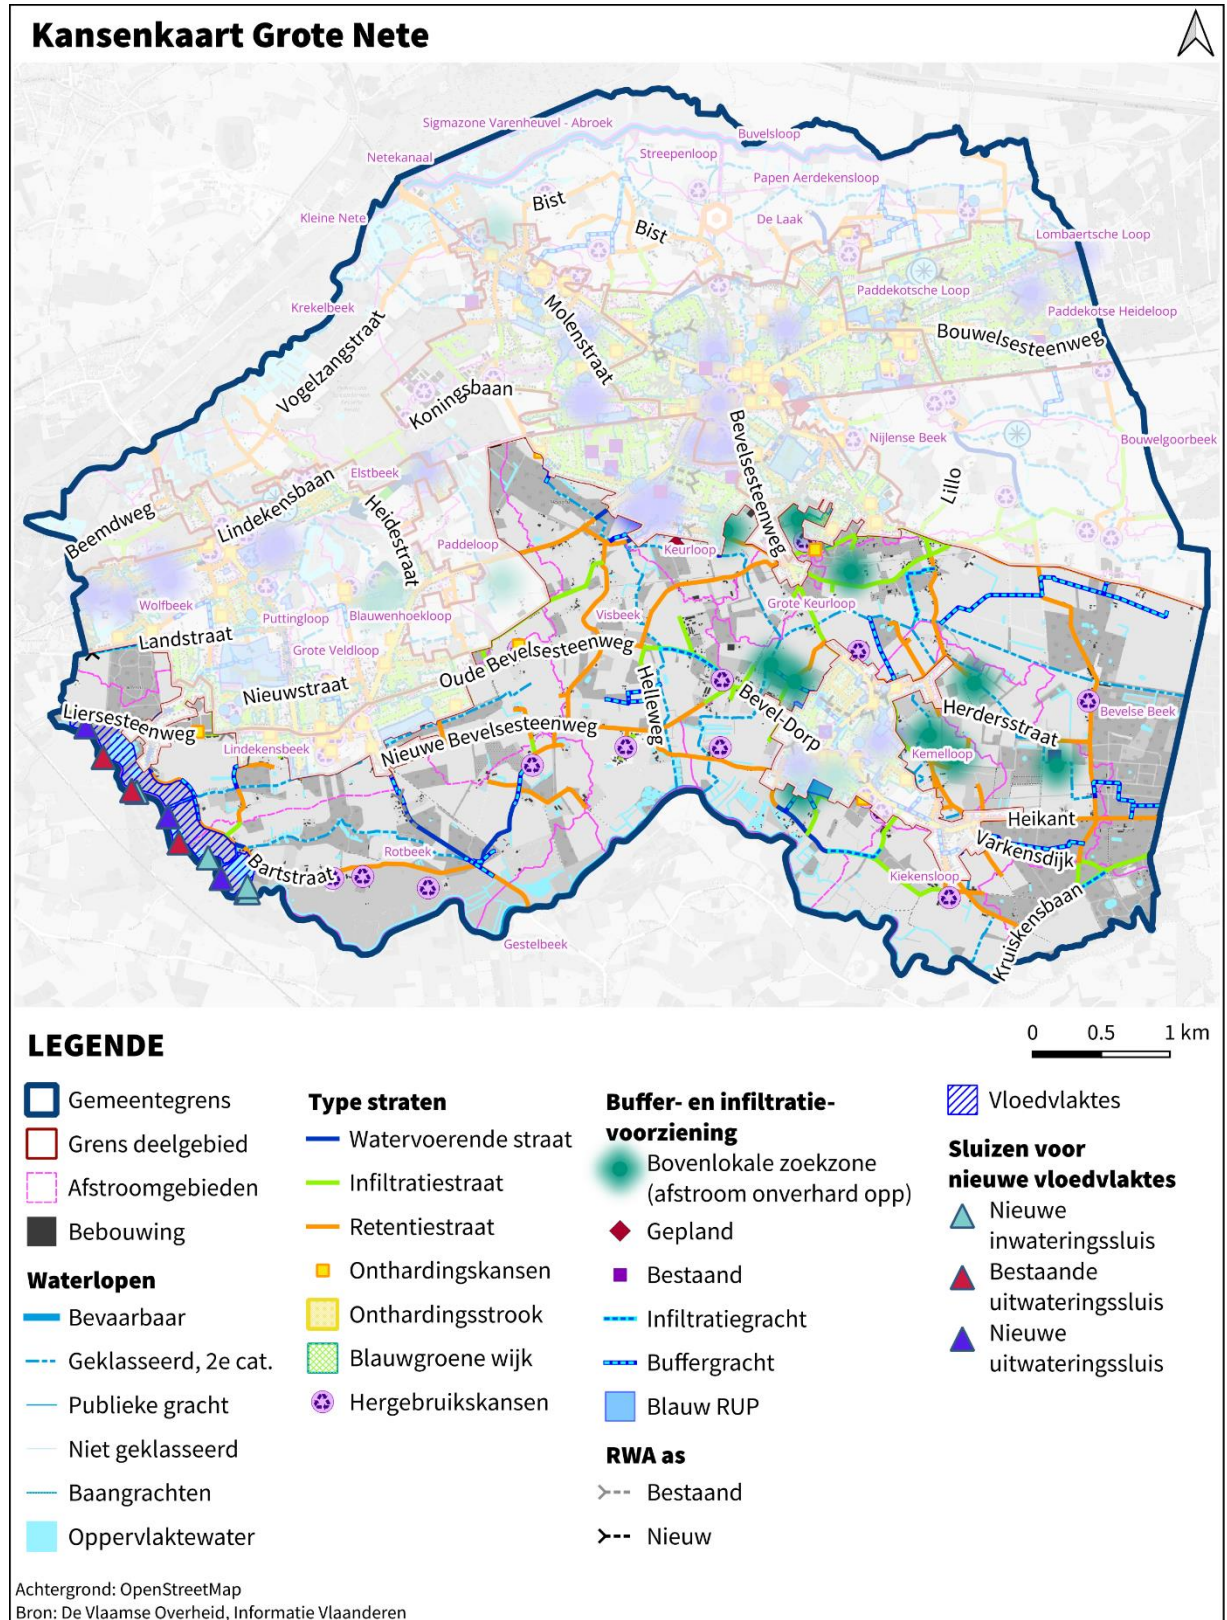 Kansenkaart Grote Nete
Sigmazone Varenheuvel - Abroek
Buvelsloop
Netekanaal
Streepenloop
Papen Aerdekensloop
Bist
Kleine Nete
De Laak
Bist
Lombaertsche Loop
Paddekotsche Loop
Krekelbeek
Paddekotse Heideloop
Molenstraat
Bouwelsesteenweg
Vogelzangstraat
Koningsbaan
Bevelsesteenweg
Nijlense Beek
Bouwelgoorbeek
Elstbeek
Lillo
Lindekensbaan
Beemdweg
Heidestraat
Paddeloop
Keurloop
Wolfbeek
Puttingloop
Blauwenhoekloop
Visbeek
Grote Keurloop
Landstraat
Grote Veldloop
Oude Bevelsesteenweg
Nieuwstraat
Helleweg
Bevel-Dorp
Herdersstraat
Bevelse Beek
Liersesteenweg
Lindekensbeek
Nieuwe Bevelsesteenweg
Kemelloop
Heikant
Varkensdijk
Rotbeek
Bartstraat
Kiekensloop
Kruiskensbaan
Gestelbeek
0 0.5 1 km
LEGENDE
Gemeentegrens
Grens deelgebied
Afstroomgebieden
Bebouwing
Waterlopen
Bevaarbaar
Geklasseerd, 2e cat.
Publieke gracht
Niet geklasseerd
Baangrachten
Oppervlaktewater
Type straten
Watervoerende straat
Infiltratiestraat
Retentiestraat
Onthardingskansen
Onthardingsstrook
Blauwgroene wijk
Hergebruikskansen
Buffer- en infiltratie-
voorziening
Bovenlokale zoekzone
(afstroom onverhard opp)
Gepland
Bestaand
Infiltratiegracht
Buffergracht
Blauw RUP
RWA as
Bestaand
Nieuw
Vloedvlaktes
Sluizen voor
nieuwe vloedvlaktes
Nieuwe
inwateringssluis
Bestaande
uitwateringssluis
Nieuwe
uitwateringssluis
Achtergrond: OpenStreetMap
Bron: De Vlaamse Overheid, Informatie Vlaanderen